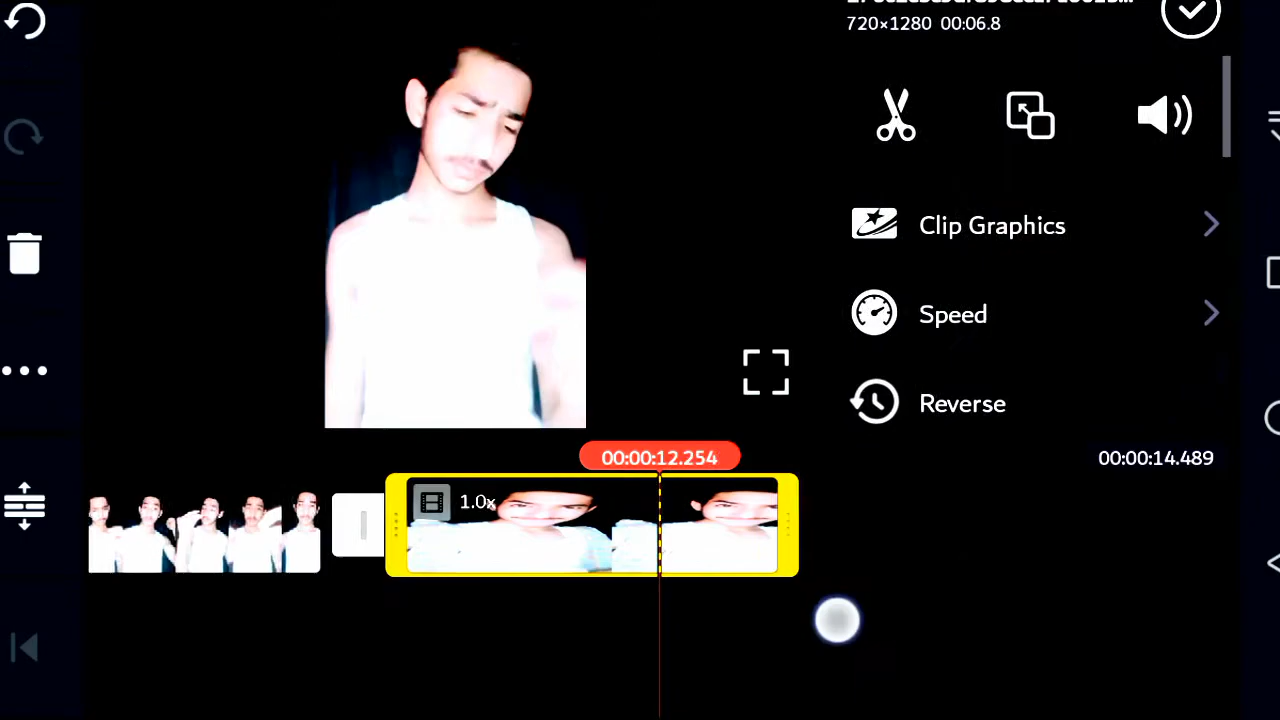 720×1280 00:06.8
Clip Graphics
Speed
Reverse
00:00:12.254
00:00:14.489
1.0x